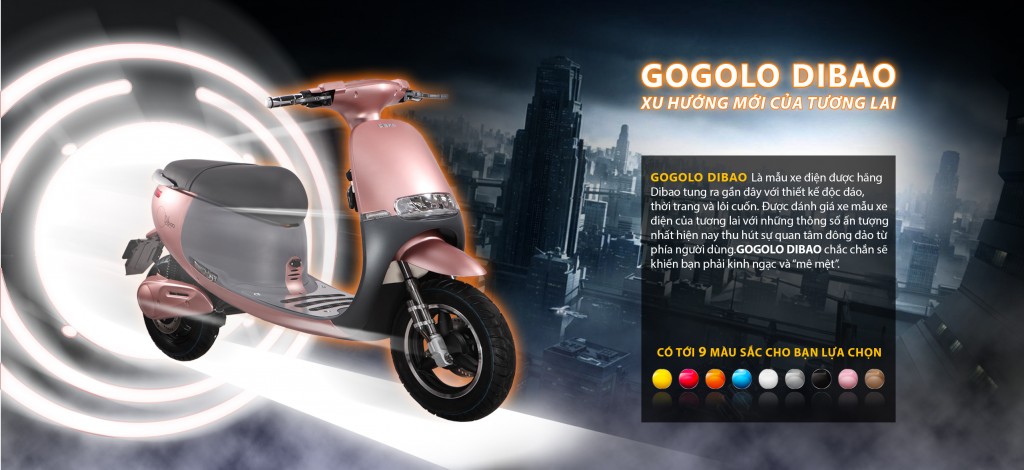 GOGOLO DIBAO
XU HƯỚNG MỚI CỦA TƯƠNG LAI
GOGOLO DIBAO Là mẫu xe điện được hãng
Dibao tung ra gần đây với thiết kế độc đáo,
thời trang và lôi cuốn. Được đánh giá xe mẫu xe
điện của tương lai với những thông số ấn tượng
nhất hiện nay thu hút sự quan tâm đông đảo từ
phía người dùng.GOGOLO DIBAO chắc chắn sẽ
khiến bạn phải kinh ngạc và "mê mệt".
CÓ TỚI 9 MÀU SẮC CHO BẠN LỰA CHỌN